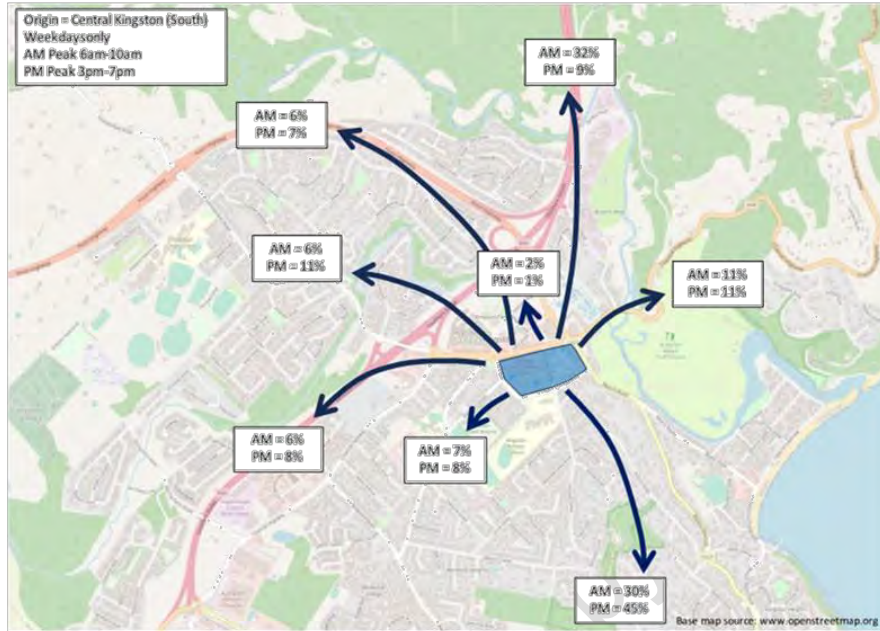 Origin = Central Kingston (South)
Weekdaysonly
AM Peak 6am-10am
PM Peak 3pm-7pm
AM = 32%
PM = 9%
AM = 6%
PM = 7%
AM = 6%
PM = 11%
AM = 2%
PM = 1%
AM = 11%
PM = 11%
AM = 6%
PM = 8%
AM = 7%
PM = 8%
AM = 30%
PM = 45%
Base map source: www.openstreetmap.org